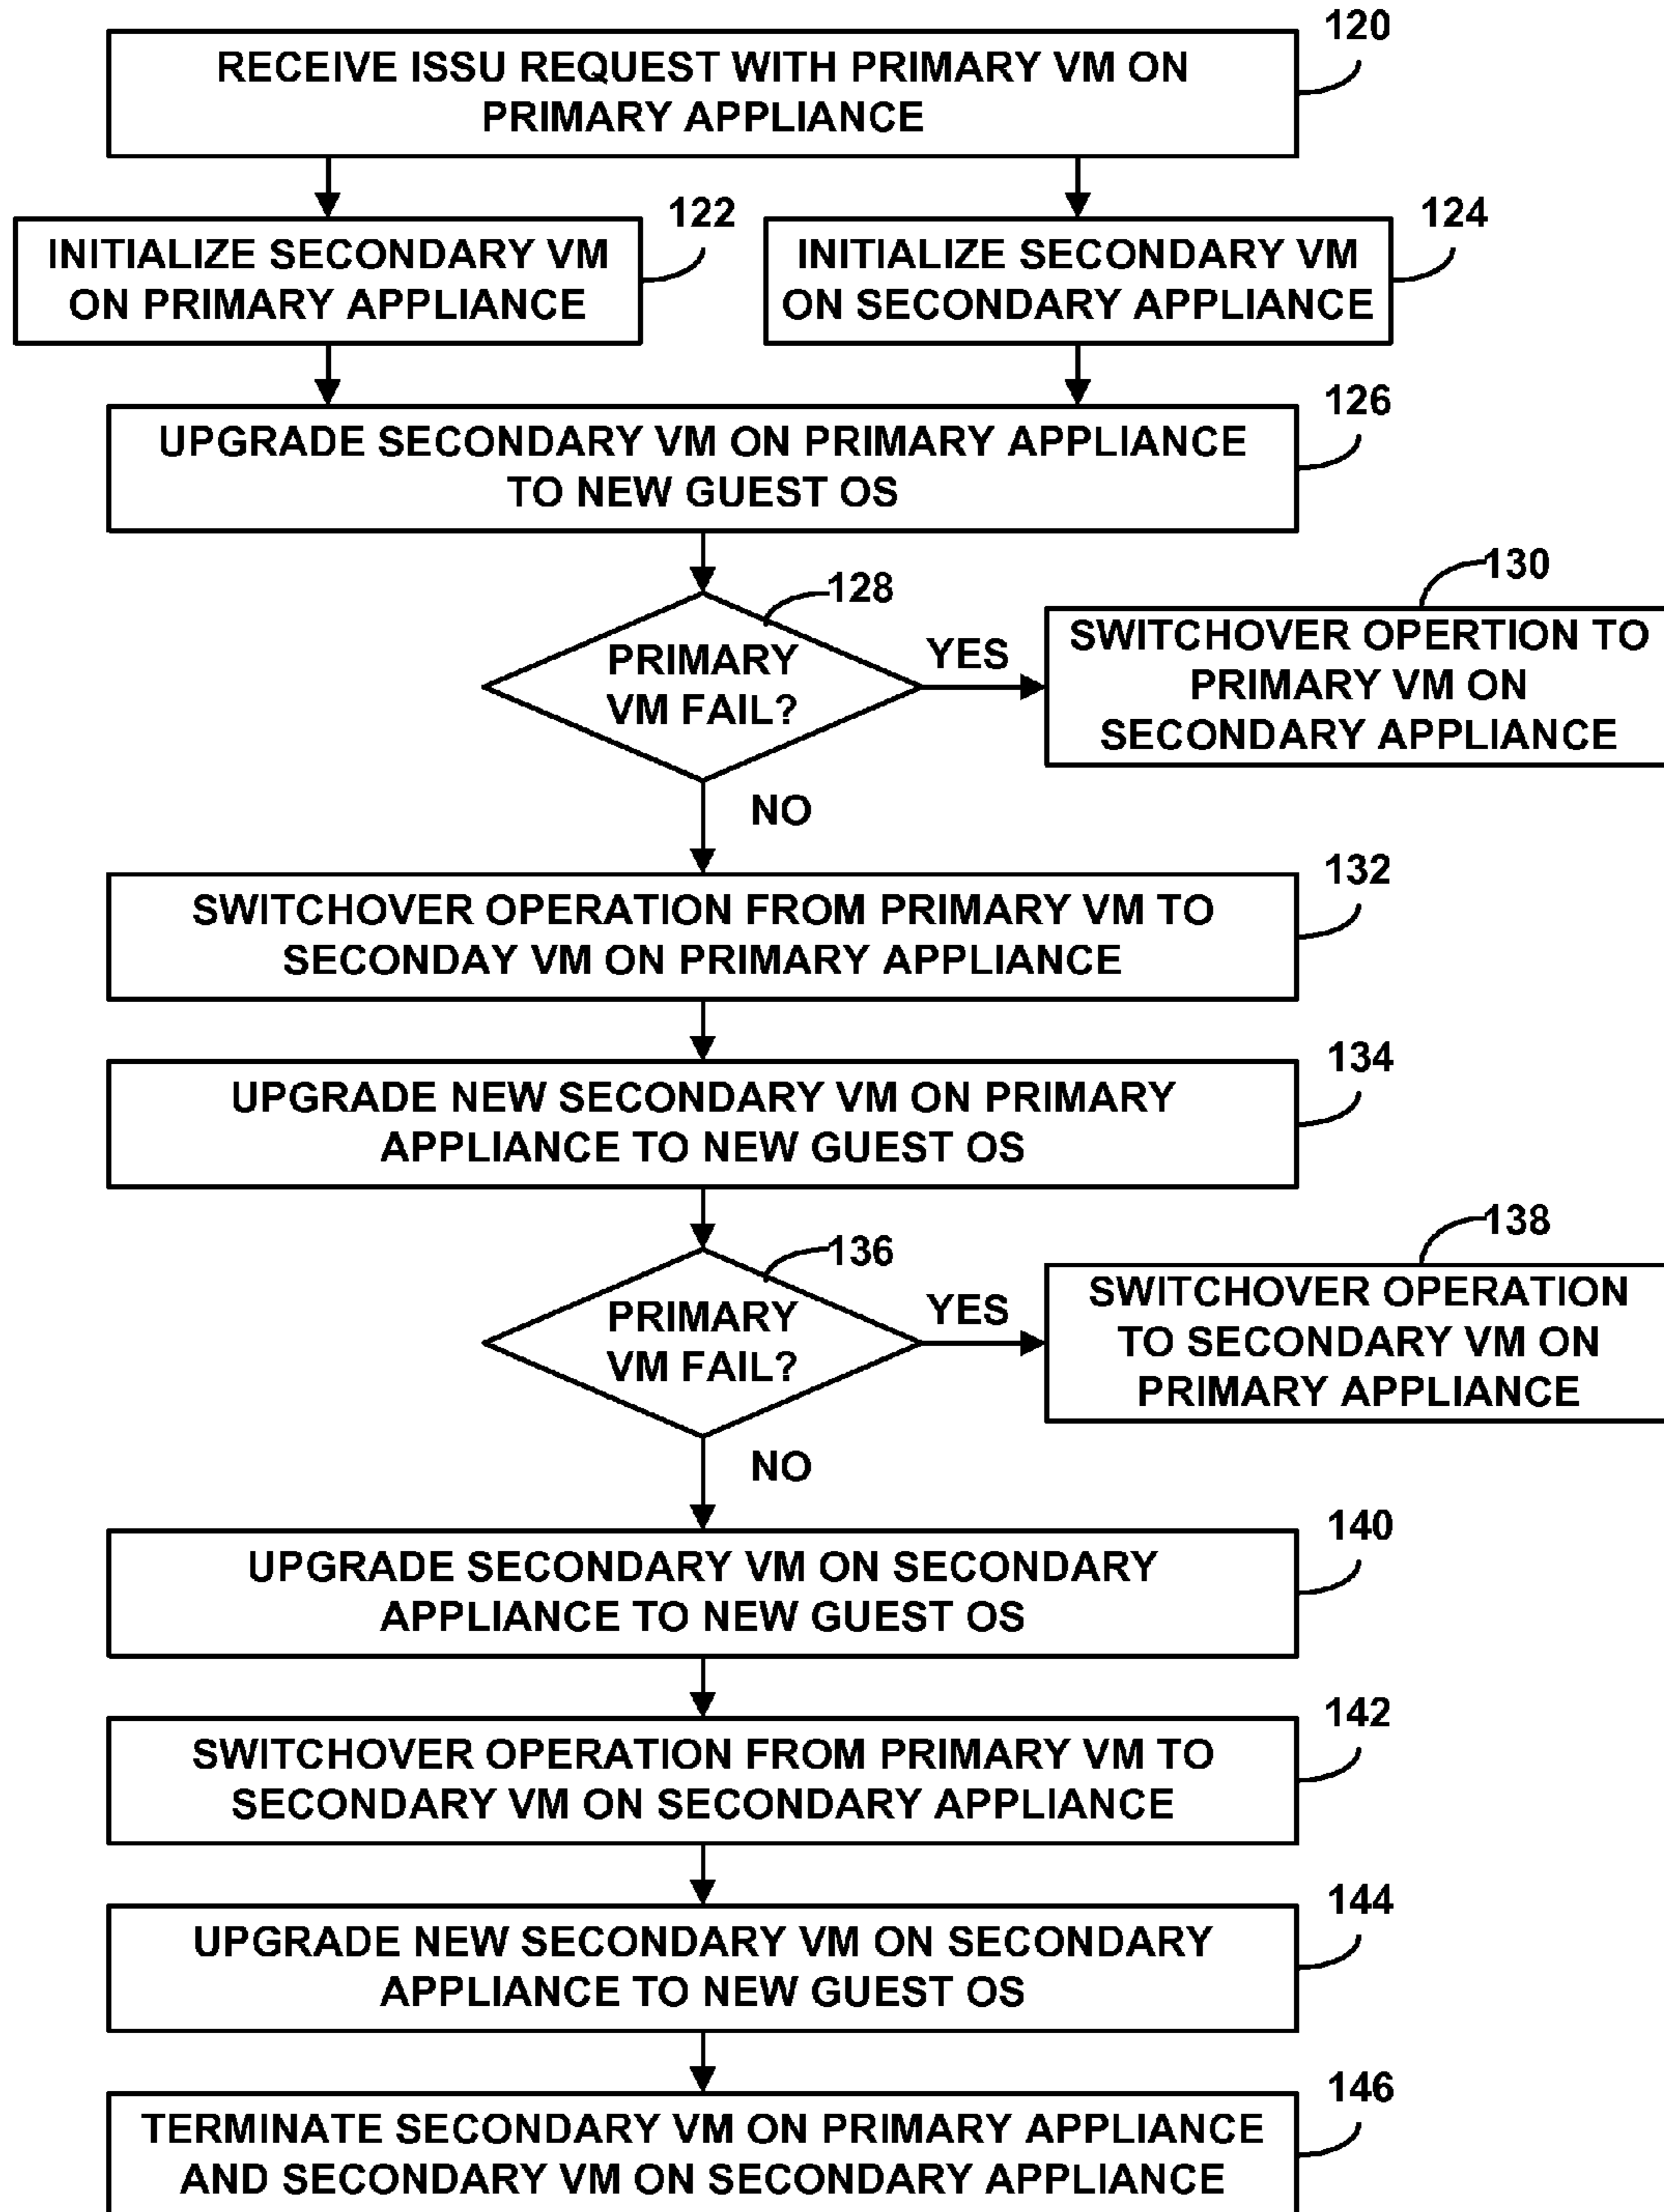 120
RECEIVE ISSU REQUEST WITH PRIMARY VM ON
PRIMARY APPLIANCE
122
INITIALIZE SECONDARY VM
ON PRIMARY APPLIANCE
124
INITIALIZE SECONDARY VM
ON SECONDARY APPLIANCE
126
UPGRADE SECONDARY VM ON PRIMARY APPLIANCE
TO NEW GUEST OS
128
PRIMARY
VM FAIL?
YES
130
SWITCHOVER OPERTION TO
PRIMARY VM ON
SECONDARY APPLIANCE
NO
132
SWITCHOVER OPERATION FROM PRIMARY VM TO
SECONDAY VM ON PRIMARY APPLIANCE
134
UPGRADE NEW SECONDARY VM ON PRIMARY
APPLIANCE TO NEW GUEST OS
136
PRIMARY
VM FAIL?
YES
138
SWITCHOVER OPERATION
TO SECONDARY VM ON
PRIMARY APPLIANCE
NO
140
UPGRADE SECONDARY VM ON SECONDARY
APPLIANCE TO NEW GUEST OS
142
SWITCHOVER OPERATION FROM PRIMARY VM TO
SECONDARY VM ON SECONDARY APPLIANCE
144
UPGRADE NEW SECONDARY VM ON SECONDARY
APPLIANCE TO NEW GUEST OS
146
TERMINATE SECONDARY VM ON PRIMARY APPLIANCE
AND SECONDARY VM ON SECONDARY APPLIANCE